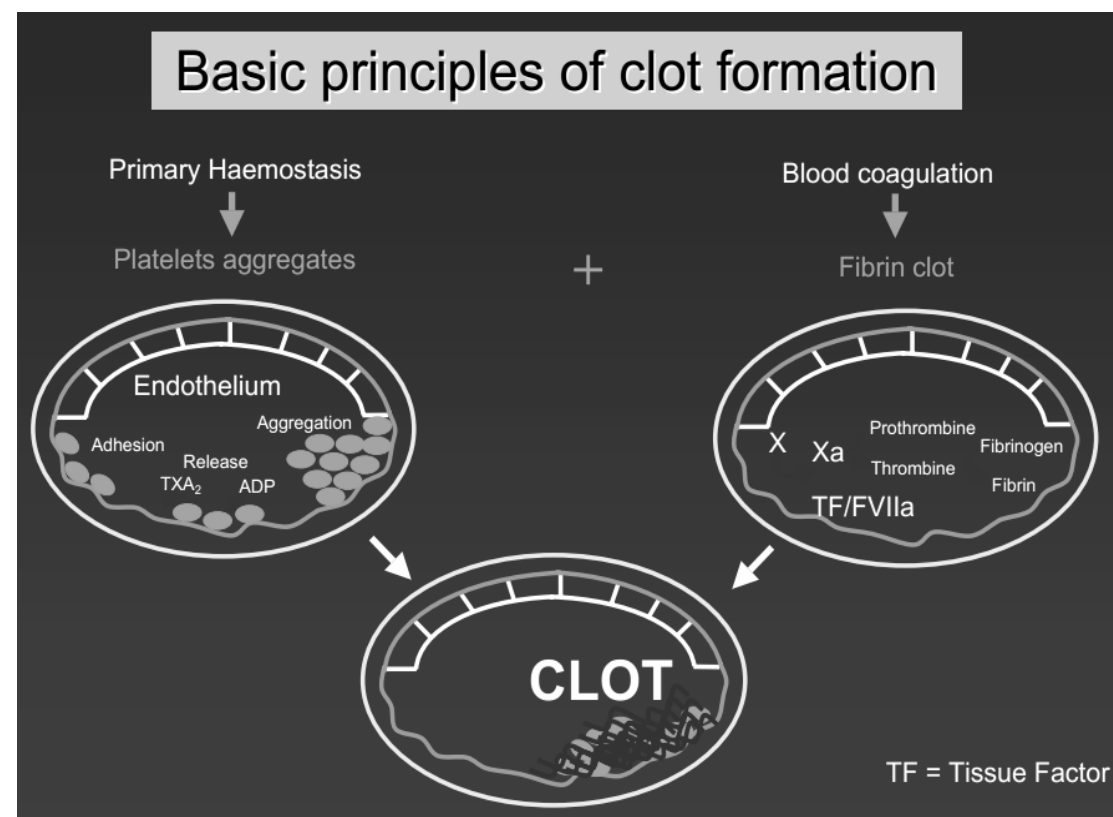 Basic principles of clot formation
Primary Haemostasis
Platelets aggregates
+
Blood coagulation
Fibrin clot
Endothelium
Adhesion
Release
TXA₂
ADP
Aggregation
X
Xa
Prothrombine
Thrombine
Fibrinogen
Fibrin
TF/FVIIa
CLOT
TF = Tissue Factor